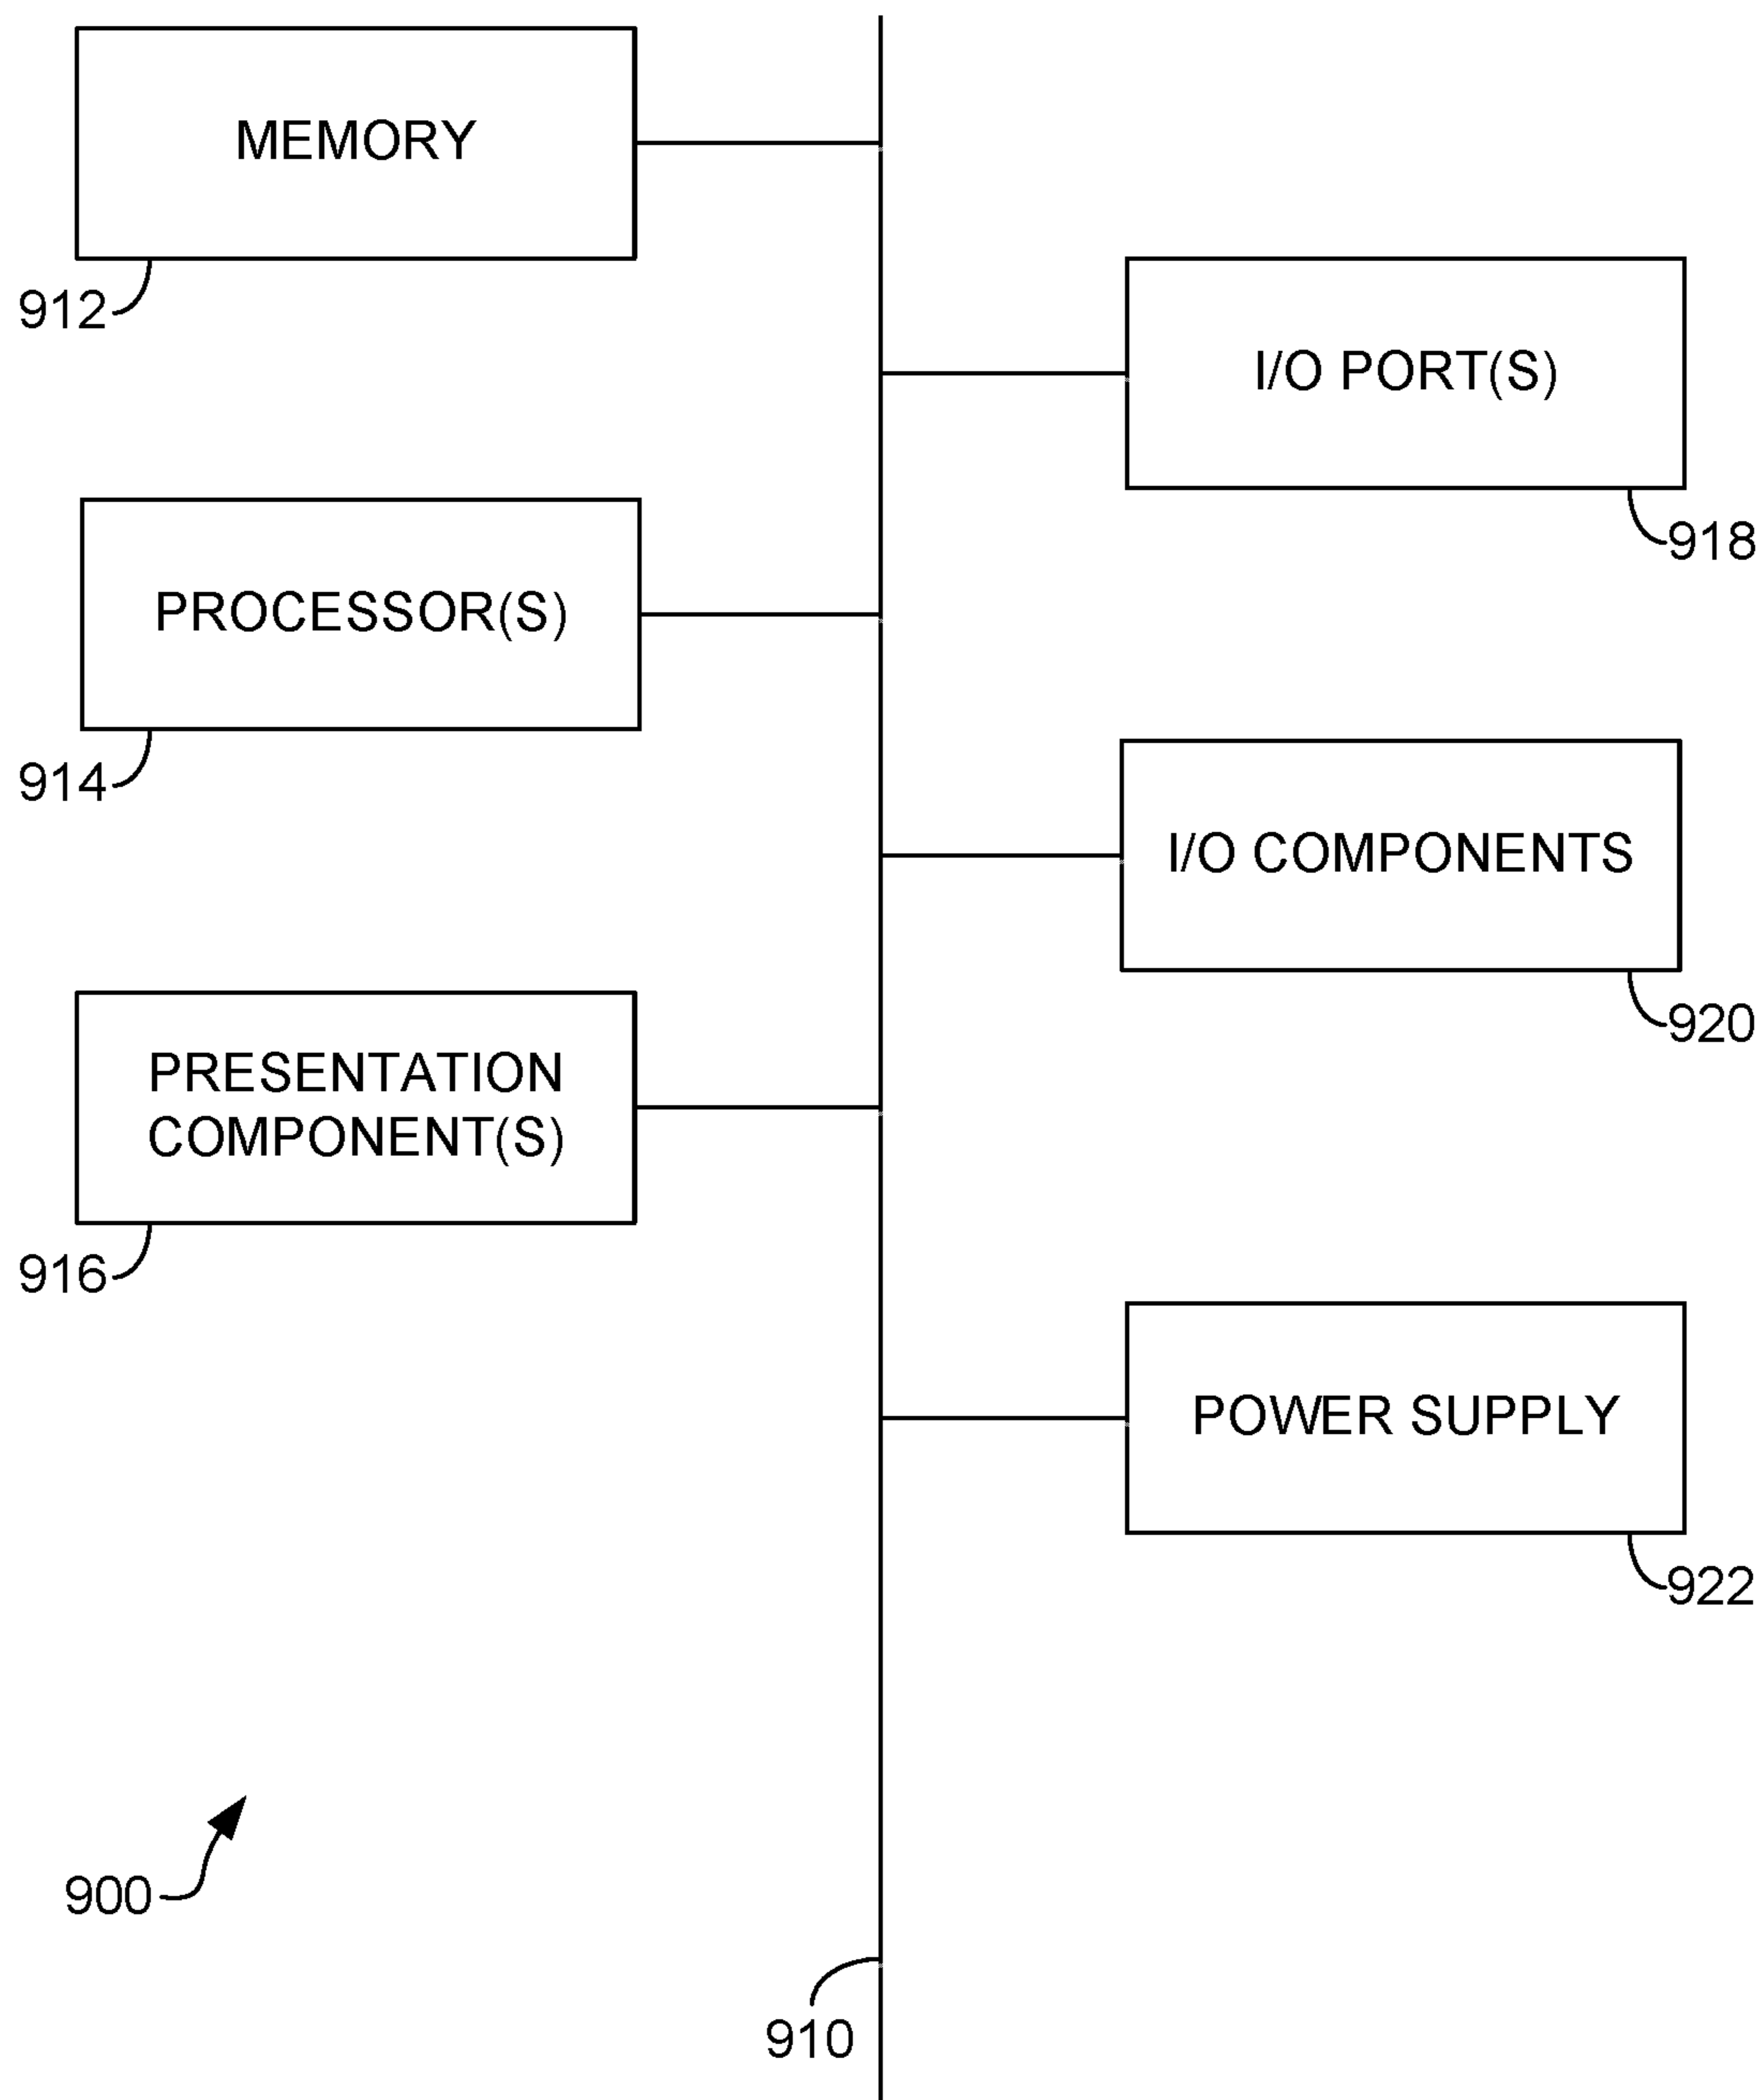 MEMORY
912
I/O PORT(S)
918
PROCESSOR(S)
914
I/O COMPONENTS
920
PRESENTATION
COMPONENT(S)
916
POWER SUPPLY
922
900
910